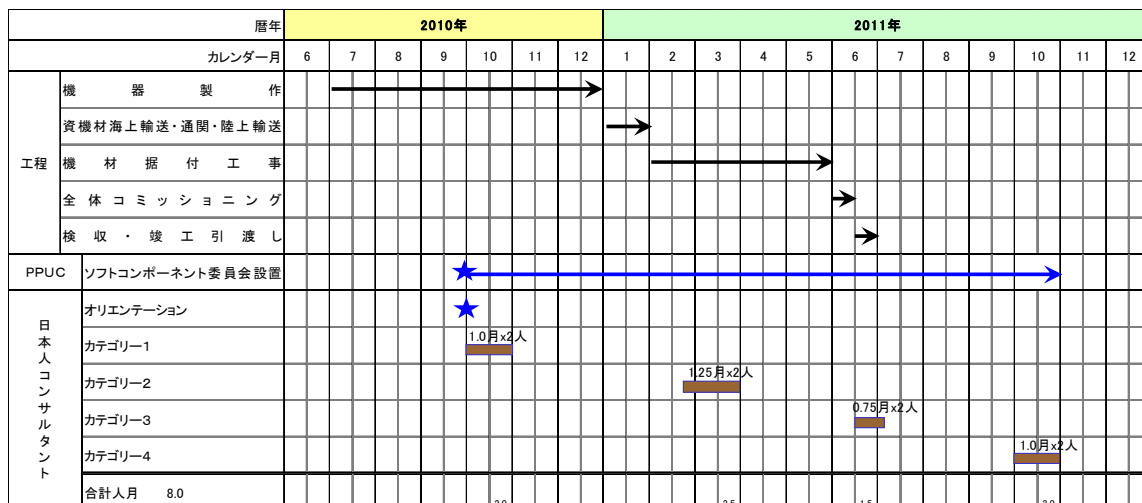 暦年 2010年 2011年
カレンダー月 6 7 8 9 10 11 12 1 2 3 4 5 6 7 8 9 10 11 12
工程
機器製作
資機材海上輸送・通関・陸上輸送
機材据付工事
全体コミッショニング
検収・竣工引渡し
PPUC ソフトコンポーネント委員会設置
日本人コンサルタント
オリエンテーション
カテゴリー1 1.0月x2人
カテゴリー2 1.25月x2人
カテゴリー3 0.75月x2人
カテゴリー4 1.0月x2人
合計人月 8.0